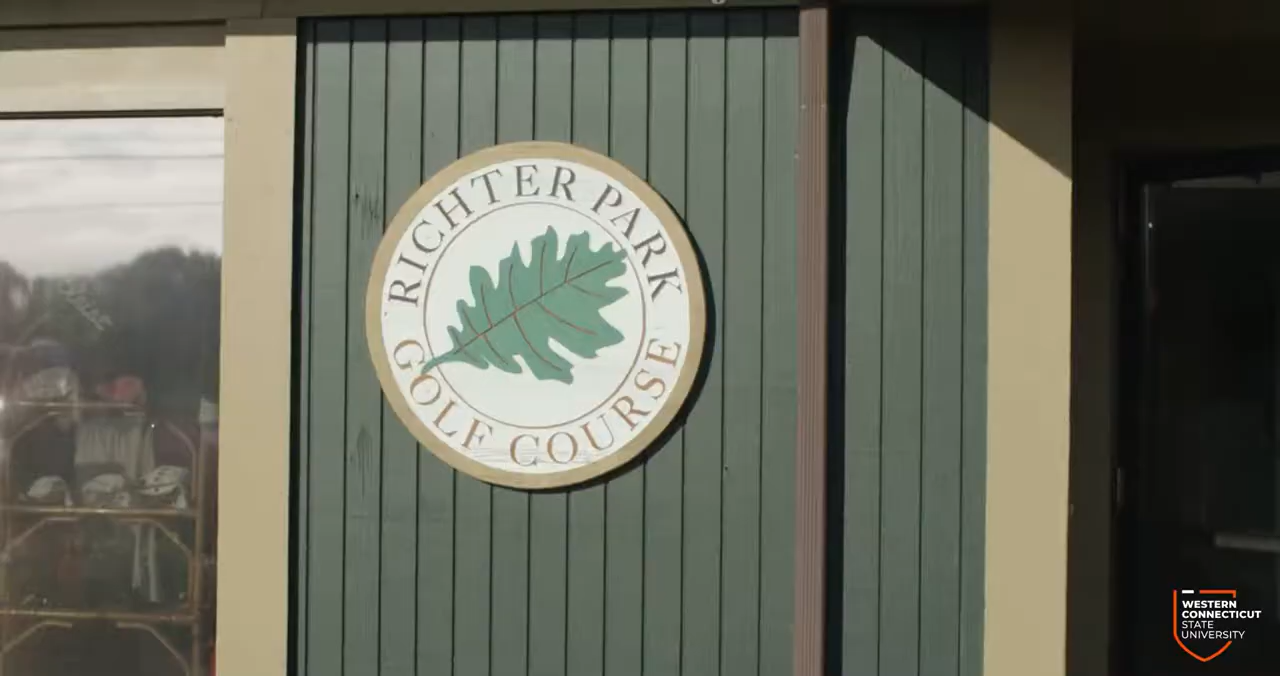 RICHTER PARK
GOLF COURSE
WESTERN
CONNECTICUT
STATE
UNIVERSITY